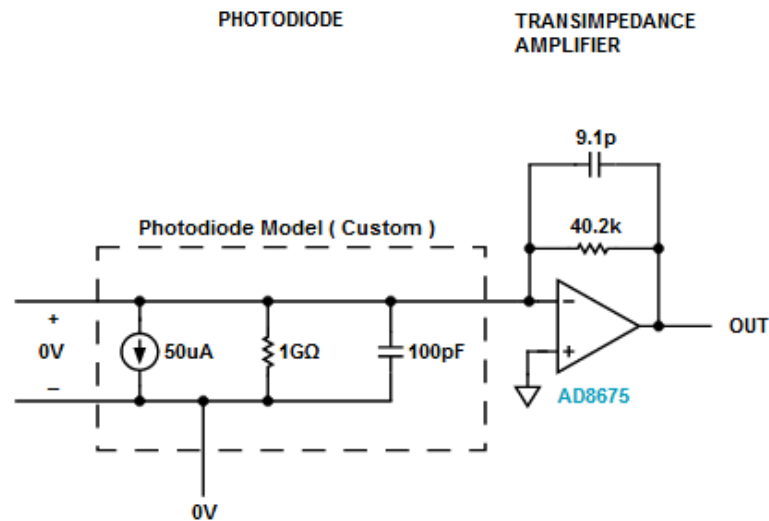 PHOTODIODE
TRANSIMPEDANCE
AMPLIFIER
9.1p
40.2k
Photodiode Model ( Custom )
+
0V
–
50uA
1GΩ
100pF
–
+
OUT
AD8675
0V